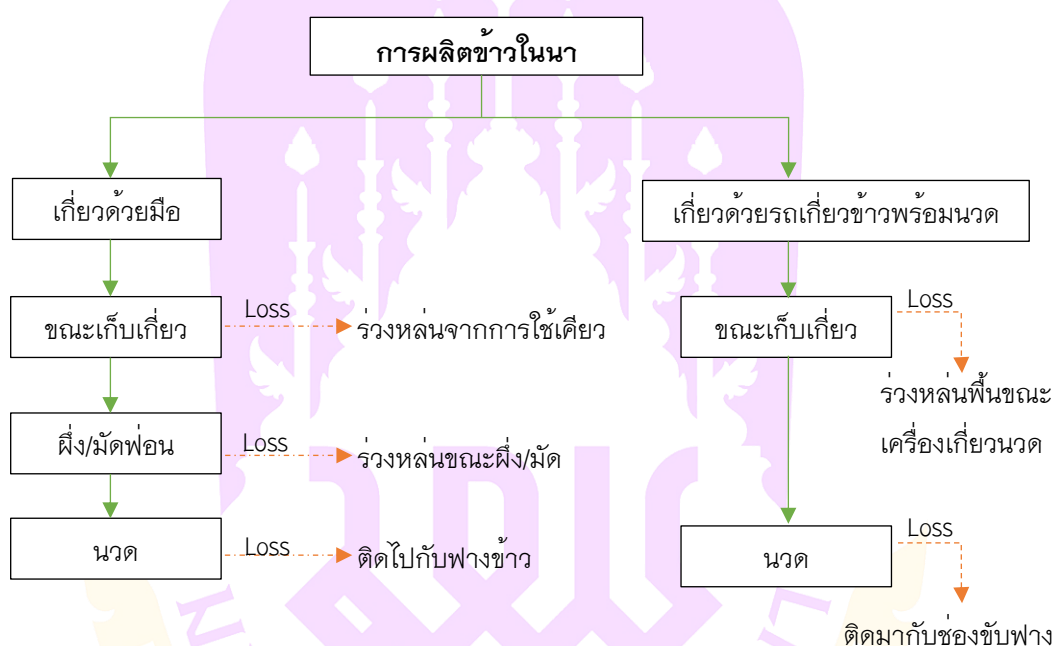 การผลิตข้าวในนา
เกี่ยวด้วยมือ
เกี่ยวด้วยรถเกี่ยวข้าวพร้อมนวด
ขณะเก็บเกี่ยว
Loss
ร่วงหล่นจากการใช้เคียว
ขณะเก็บเกี่ยว
Loss
ร่วงหล่นพื้นขณะ
เครื่องเกี่ยวนวด
ผึ่ง/มัดฟ่อน
Loss
ร่วงหล่นขณะผึ่ง/มัด
นวด
Loss
ติดไปกับฟางข้าว
นวด
Loss
ติดมากับช่องขับฟาง